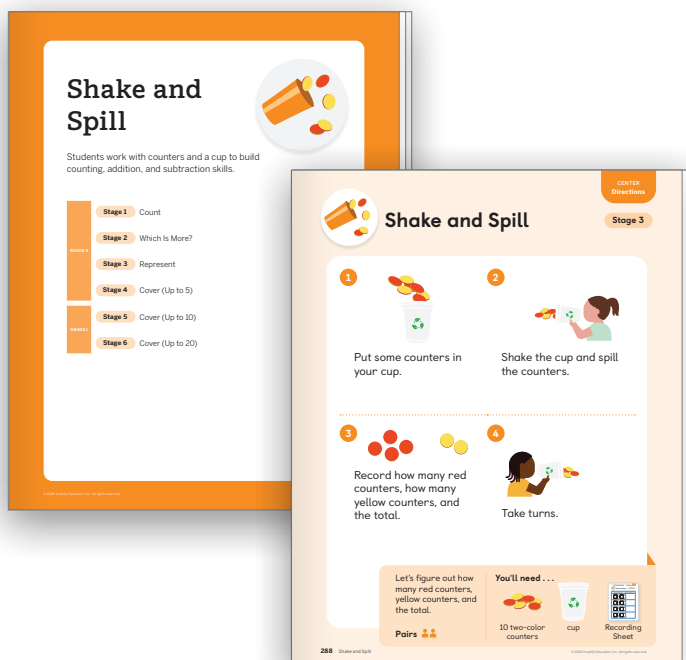 Shake and
Spill
Students work with counters and a cup to build
counting, addition, and subtraction skills.
Stage 1 Count
Stage 2 Which Is More?
Stage 3 Represent
Stage 4 Cover (Up to 5)
Stage 5 Cover (Up to 10)
Stage 6 Cover (Up to 20)
CENTER
Directions
Shake and Spill
Stage 3
1
Put some counters in
your cup.
2
Shake the cup and spill
the counters.
3
Record how many red
counters, how many
yellow counters, and
the total.
4
Take turns.
Let's figure out how
many red counters,
yellow counters, and
the total.
Pairs
You'll need . . .
10 two-color
counters
cup
Recording
Sheet
288 Shake and Spill